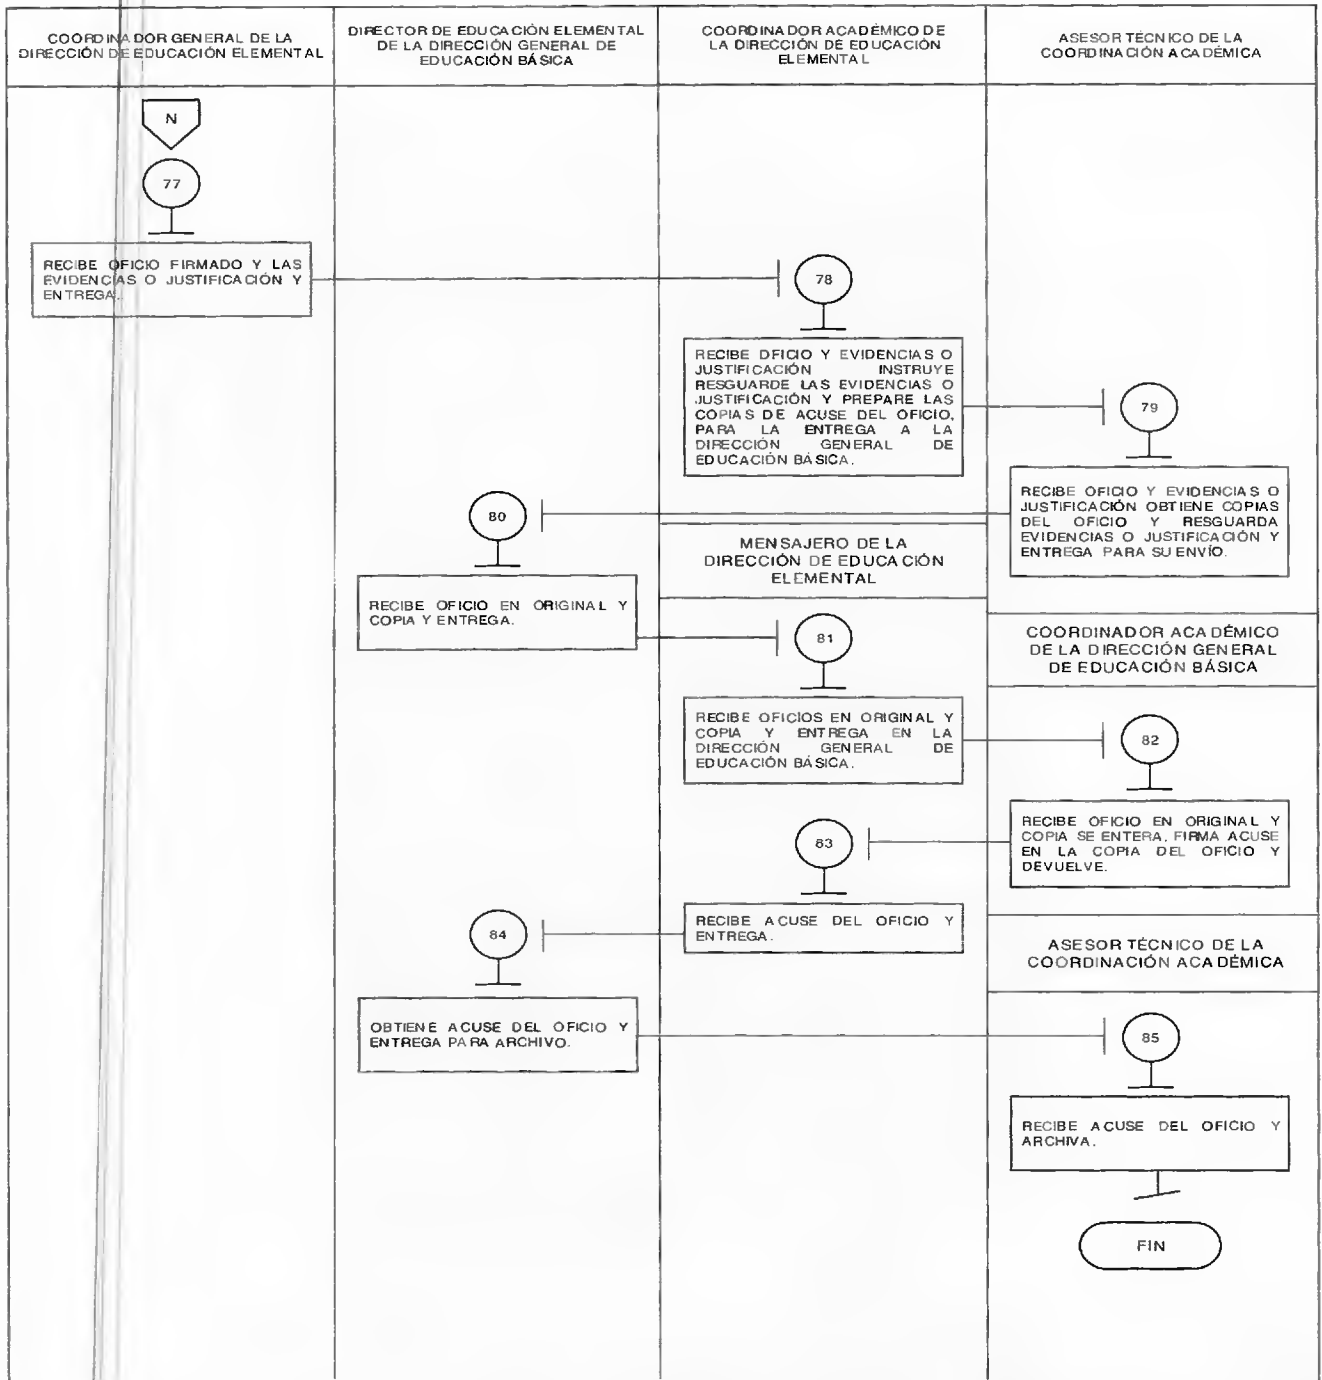 COORDINADOR GENERAL DE LA
DIRECCIÓN DE EDUCACIÓN ELEMENTAL
DIRECTOR DE EDUCACIÓN ELEMENTAL
DE LA DIRECCIÓN GENERAL DE
EDUCACIÓN BÁSICA
COORDINADOR ACADÉMICO DE
LA DIRECCIÓN DE EDUCACIÓN
ELEMENTAL
ASESOR TÉCNICO DE LA
COORDINACIÓN ACADÉMICA
N
77
RECIBE OFICIO FIRMADO Y LAS
EVIDENCIAS O JUSTIFICACIÓN Y
ENTREGA.
78
RECIBE OFICIO Y EVIDENCIAS O
JUSTIFICACIÓN INSTRUYE
RESGUARDE LAS EVIDENCIAS O
JUSTIFICACIÓN Y PREPARE LAS
COPIAS DE ACUSE DEL OFICIO,
PARA LA ENTREGA A LA
DIRECCIÓN GENERAL DE
EDUCACIÓN BÁSICA.
79
RECIBE OFICIO Y EVIDENCIAS O
JUSTIFICACIÓN OBTIENE COPIAS
DEL OFICIO Y RESGUARDA
EVIDENCIAS O JUSTIFICACIÓN Y
ENTREGA PARA SU ENVÍO.
80
RECIBE OFICIO EN ORIGINAL Y
COPIA Y ENTREGA.
MENSAJERO DE LA
DIRECCIÓN DE EDUCACIÓN
ELEMENTAL
81
RECIBE OFICIOS EN ORIGINAL Y
COPIA Y ENTREGA EN LA
DIRECCIÓN GENERAL DE
EDUCACIÓN BÁSICA.
COORDINADOR ACADÉMICO
DE LA DIRECCIÓN GENERAL
DE EDUCACIÓN BÁSICA
82
RECIBE OFICIO EN ORIGINAL Y
COPIA SE ENTERA, FIRMA ACUSE
EN LA COPIA DEL OFICIO Y
DEVUELVE.
83
RECIBE ACUSE DEL OFICIO Y
ENTREGA.
84
OBTIENE ACUSE DEL OFICIO Y
ENTREGA PARA ARCHIVO.
ASESOR TÉCNICO DE LA
COORDINACIÓN ACADÉMICA
85
RECIBE ACUSE DEL OFICIO Y
ARCHIVA.
FIN